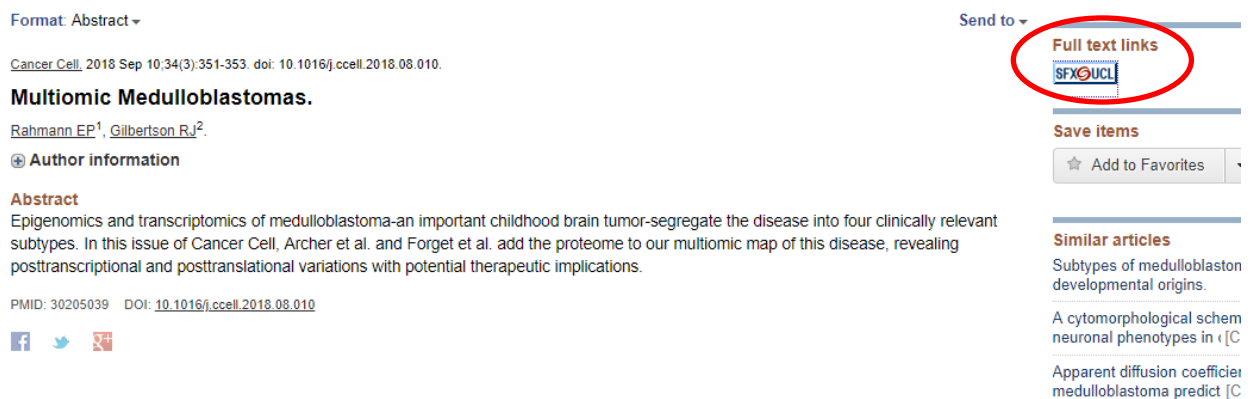 Format: Abstract
Send to
Cancer Cell. 2018 Sep 10;34(3):351-353. doi: 10.1016/j.ccell.2018.08.010.
Multiomic Medulloblastomas.
Rahmann EP1, Gilbertson RJ2.
Author information
Abstract
Epigenomics and transcriptomics of medulloblastoma-an important childhood brain tumor-segregate the disease into four clinically relevant
subtypes. In this issue of Cancer Cell, Archer et al. and Forget et al. add the proteome to our multiomic map of this disease, revealing
posttranscriptional and posttranslational variations with potential therapeutic implications.
PMID: 30205039 DOI: 10.1016/j.ccell.2018.08.010
f g+
Full text links
SFX UCL
Save items
Add to Favorites
Similar articles
Subtypes of medulloblaston
developmental origins.
A cytomorphological schem
neuronal phenotypes in [C
Apparent diffusion coefficier
medulloblastoma predict [C